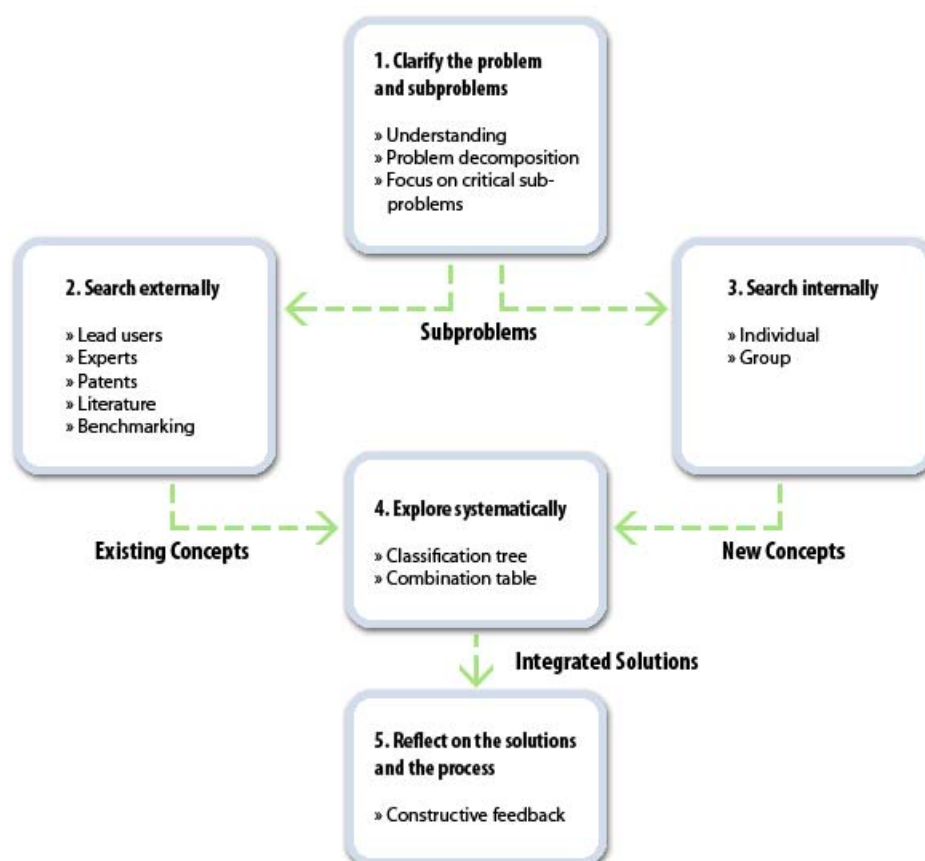 1. Clarify the problem
and subproblems
» Understanding
» Problem decomposition
» Focus on critical sub-
problems
2. Search externally
» Lead users
» Experts
» Patents
» Literature
» Benchmarking
Subproblems
3. Search internally
» Individual
» Group
Existing Concepts
4. Explore systematically
» Classification tree
» Combination table
New Concepts
Integrated Solutions
5. Reflect on the solutions
and the process
» Constructive feedback